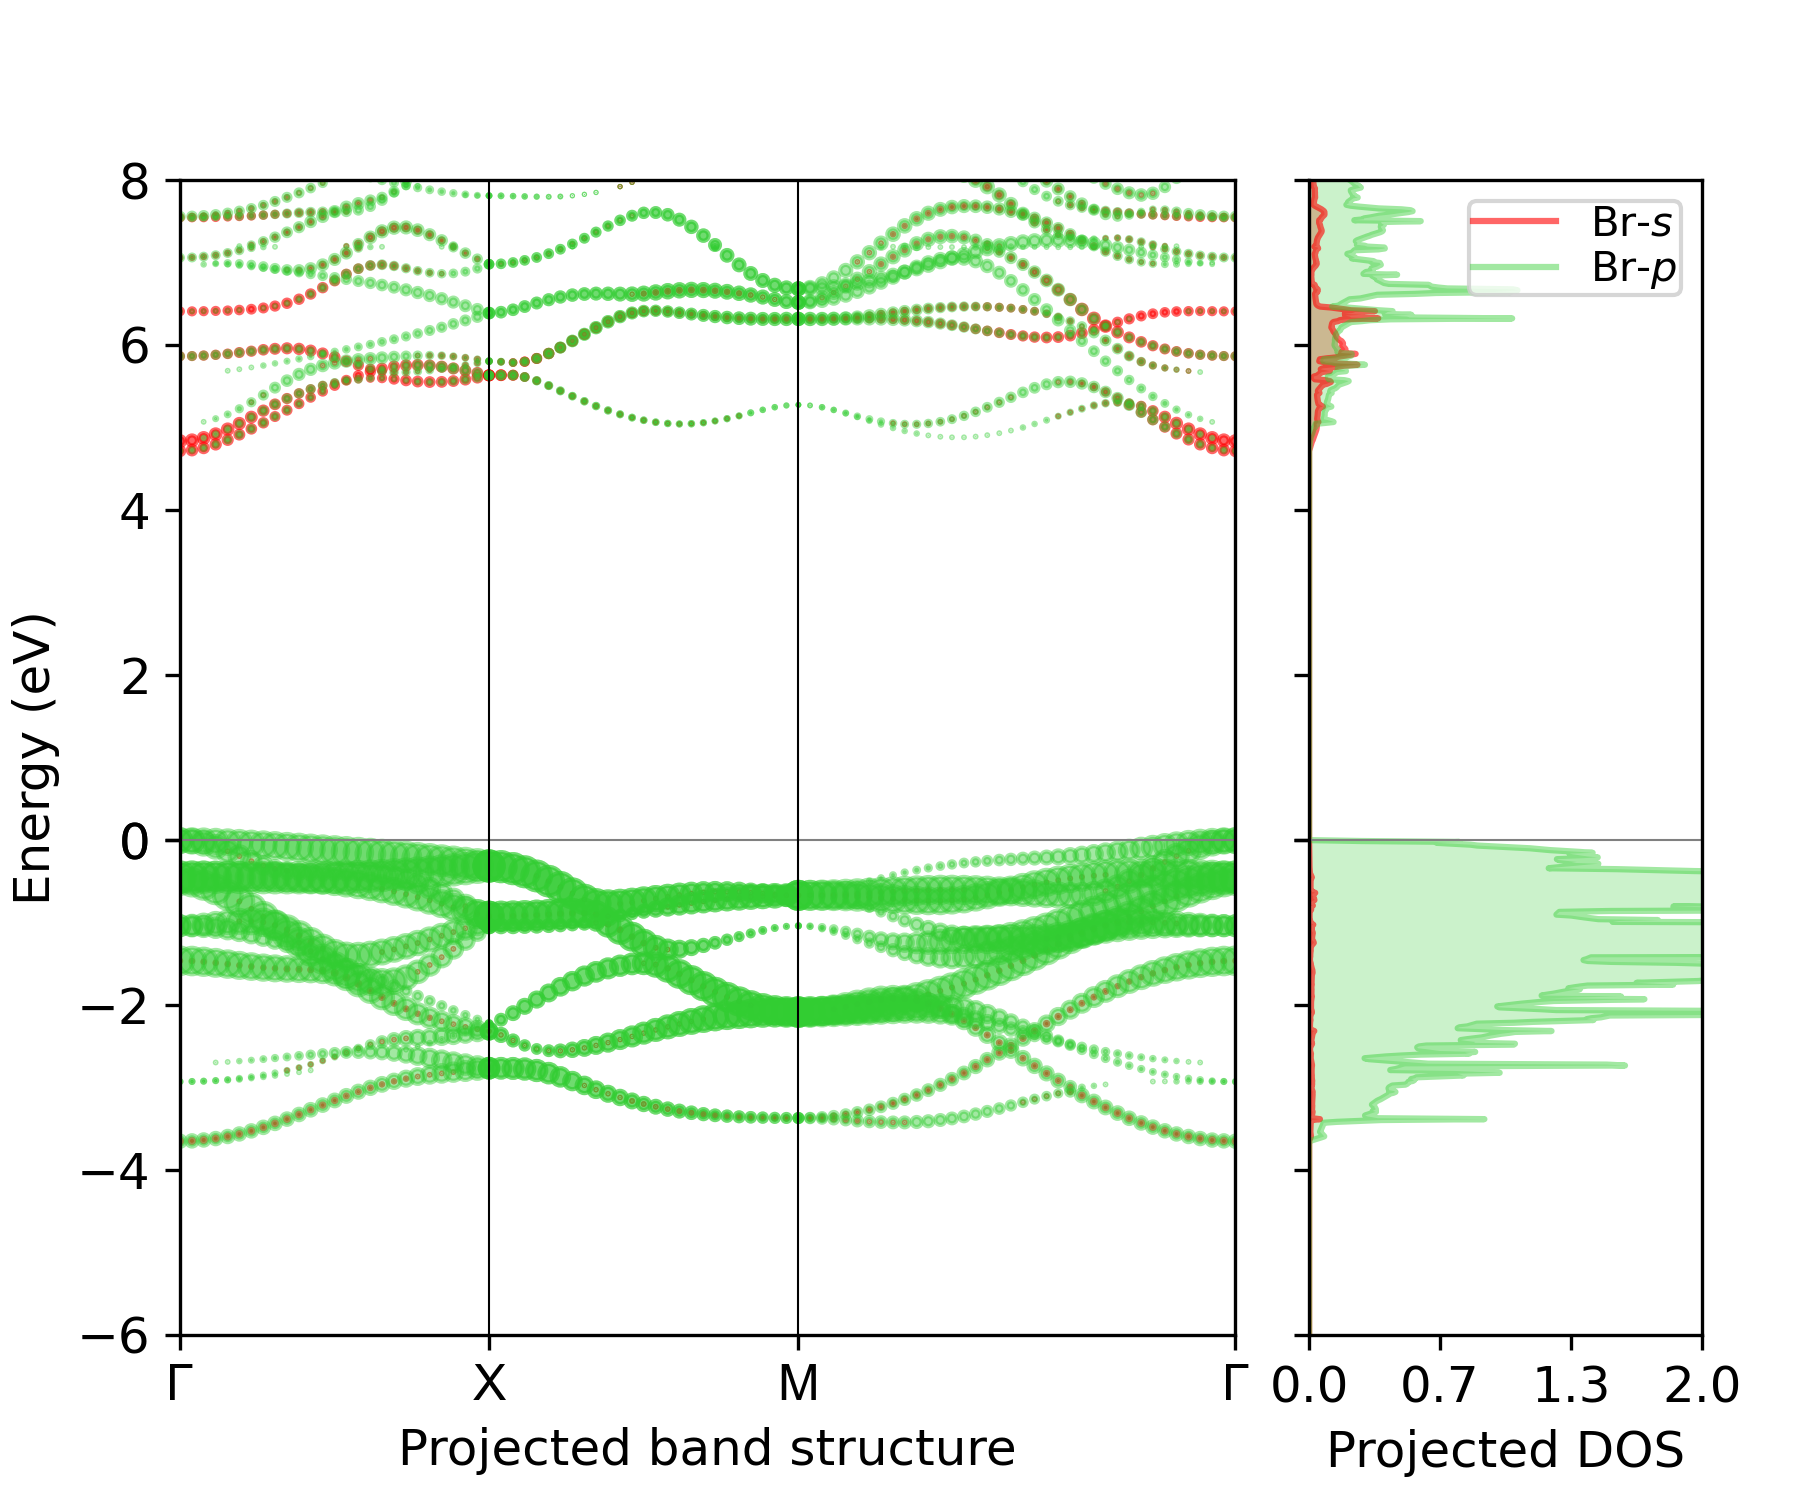 8
6
4
2
0
−2
−4
−6
Energy (eV)
Γ X M Γ
Projected band structure
Br-s
Br-p
0.0 0.7 1.3 2.0
Projected DOS